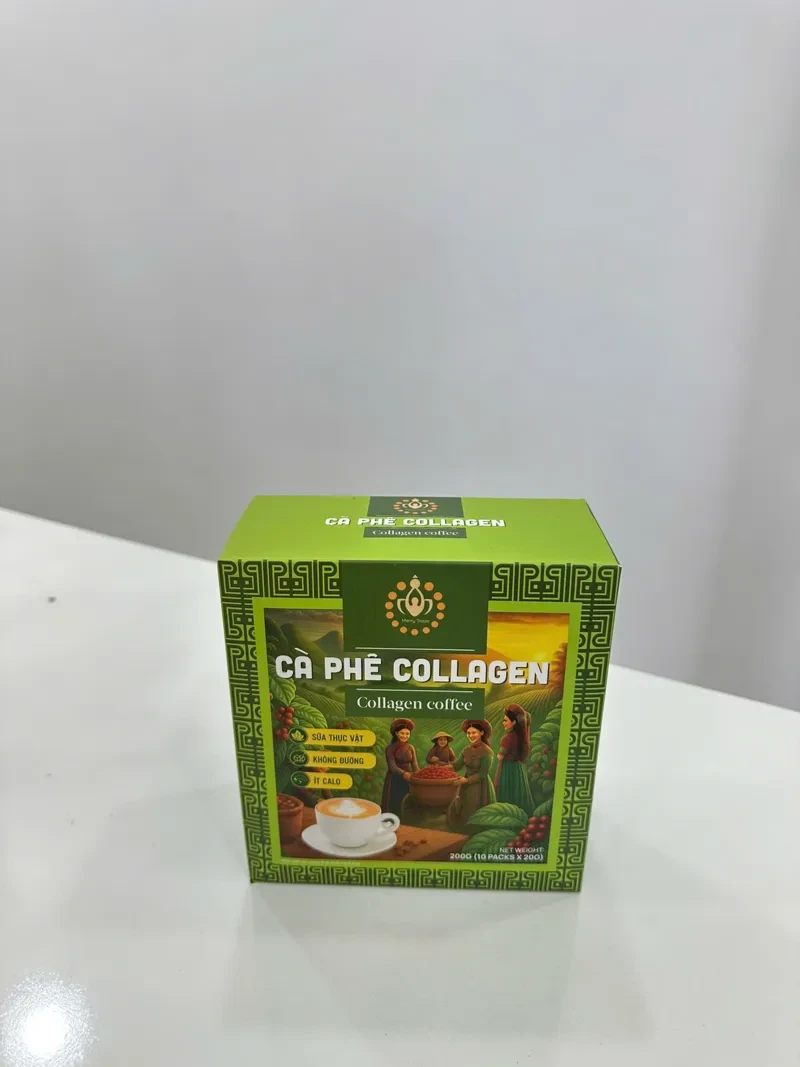 CÀ PHÊ COLLAGEN
Collagen coffee
CÀ PHÊ COLLAGEN
Collagen coffee
SỮA THỰC VẬT
KHÔNG ĐƯỜNG
ÍT CALO
NET WEIGHT:
200G (10 PACKS X 20G)